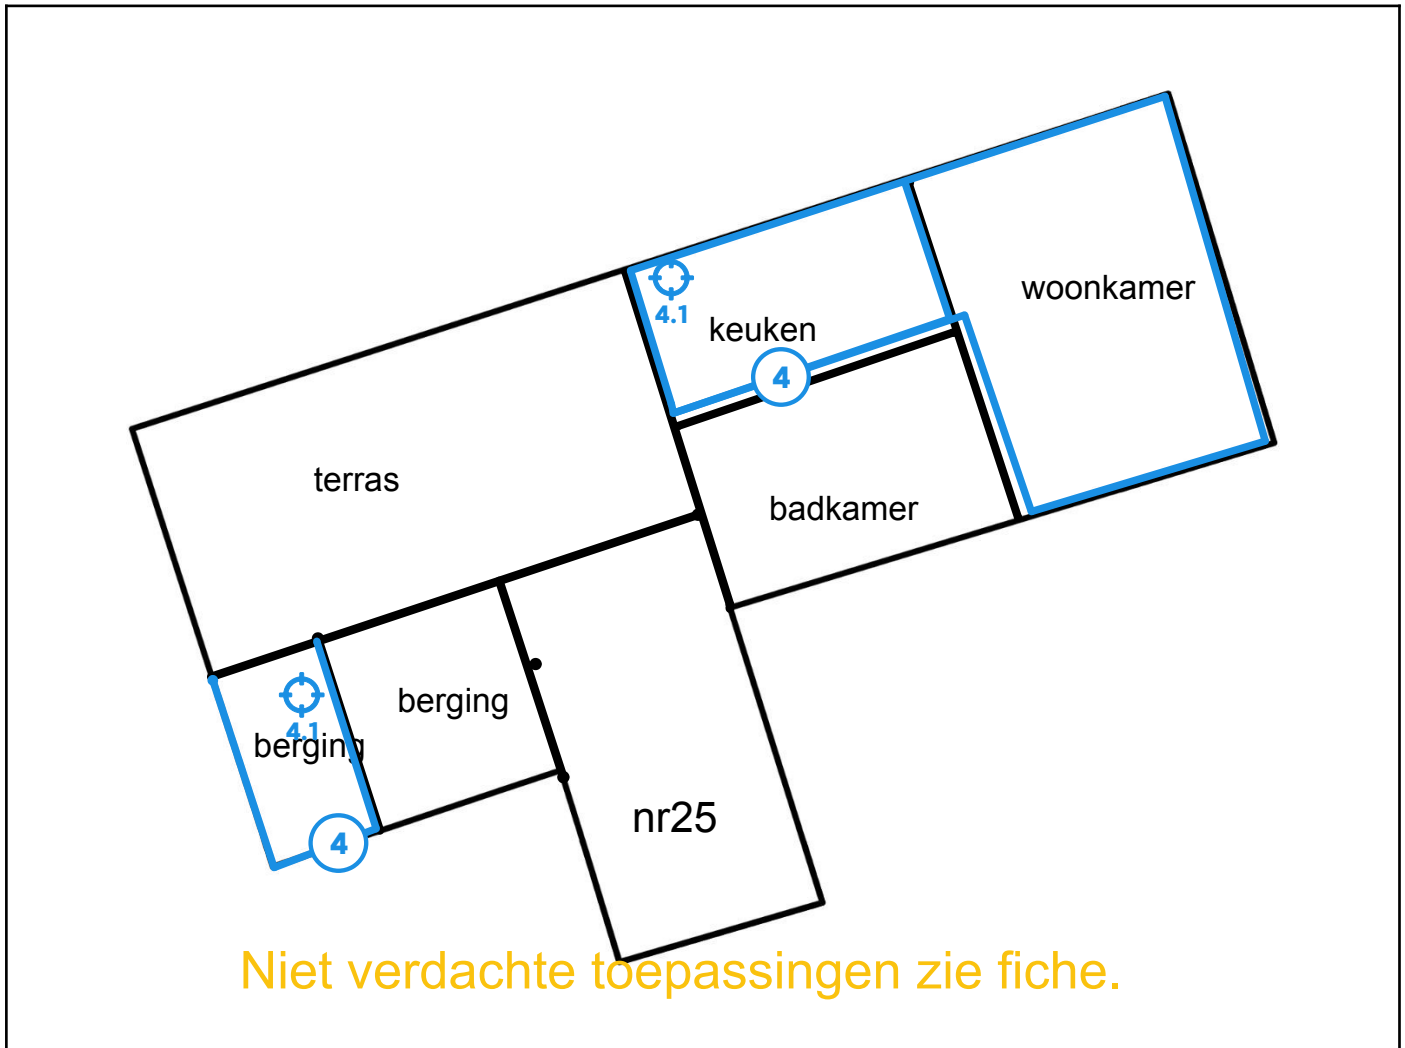 woonkamer
4.1
keuken
4
terras
badkamer
berging
4.1
berging
nr25
4
Niet verdachte toepassingen zie fiche.